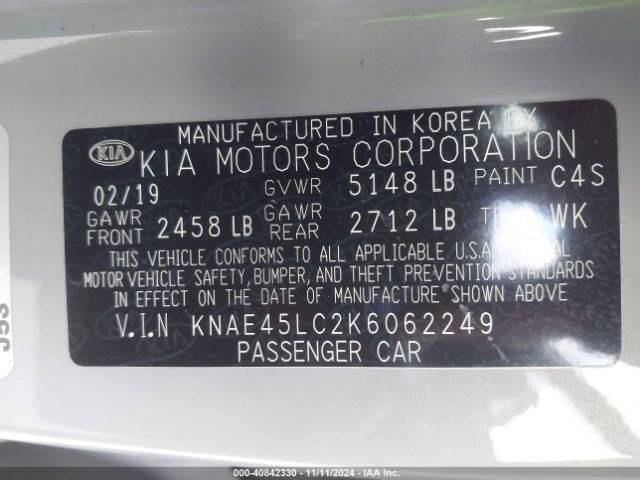 MANUFACTURED IN KOREA BY
KIA KIA MOTORS CORPORATION
02/19 GVWR 5148 LB PAINT C4S
GAWR FRONT 2458 LB GAWR REAR 2712 LB WK
THIS VEHICLE CONFORMS TO ALL APPLICABLE U.S.A.
MOTOR VEHICLE SAFETY, BUMPER, AND THEFT PREVENTION STANDARDS
IN EFFECT ON THE DATE OF MANUFACTURE SHOWN ABOVE
V.I.N KNAE45LC2K6062249
PASSENGER CAR
©-40842330 - 11/11/2024 - IAA Inc.